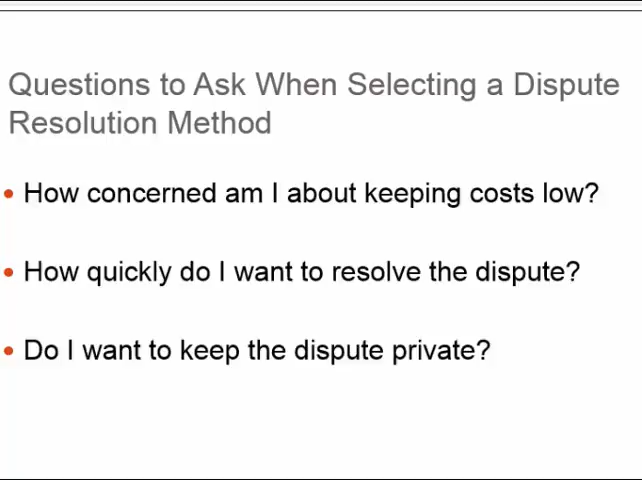 Questions to Ask When Selecting a Dispute
Resolution Method
• How concerned am I about keeping costs low?
• How quickly do I want to resolve the dispute?
• Do I want to keep the dispute private?